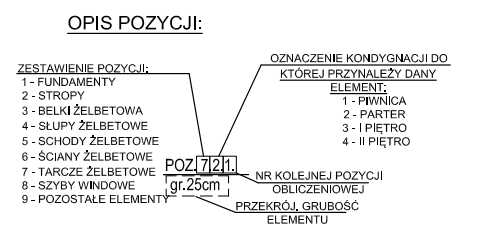 OPIS POZYCJI:
ZESTAWIENIE POZYCJI:
1 - FUNDAMENTY
2 - STROPY
3 - BELKI ŻELBETOWA
4 - SŁUPY ŻELBETOWE
5 - SCHODY ŻELBETOWE
6 - ŚCIANY ŻELBETOWE
7 - TARCZE ŻELBETOWE
8 - SZYBY WINDOWE
9 - POZOSTAŁE ELEMENTY
OZNACZENIE KONDYGNACJI DO
KTÓREJ PRZYNALEŻY DANY
ELEMENT:
1 - PIWNICA
2 - PARTER
3 - I PIĘTRO
4 - II PIĘTRO
POZ. 7 2 1.
gr.25cm
NR KOLEJNEJ POZYCJI
OBLICZENIOWEJ
PRZEKRÓJ, GRUBOŚĆ
ELEMENTU